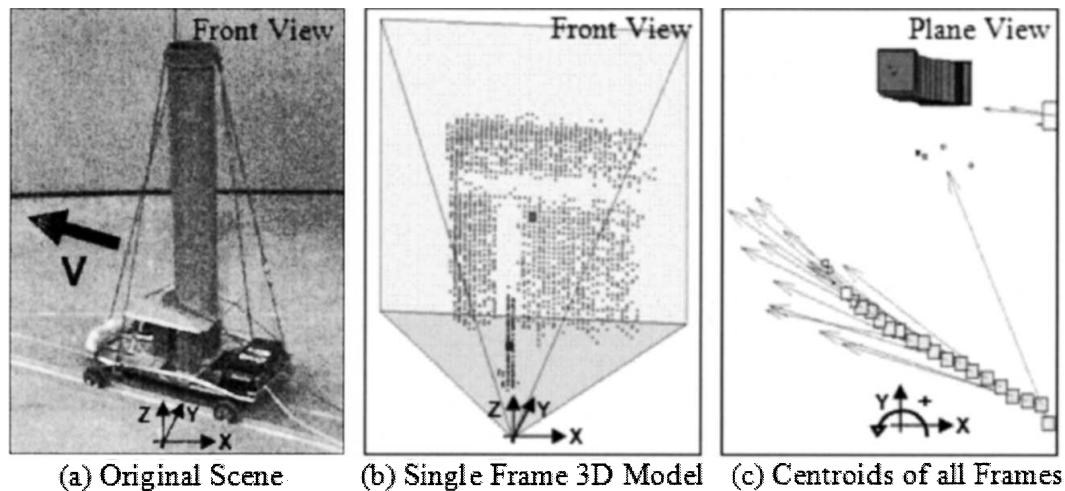 Front View
V
Z
Y
X
(a) Original Scene
Front View
Z
Y
X
(b) Single Frame 3D Model
Plane View
Y
+
X
(c) Centroids of all Frames